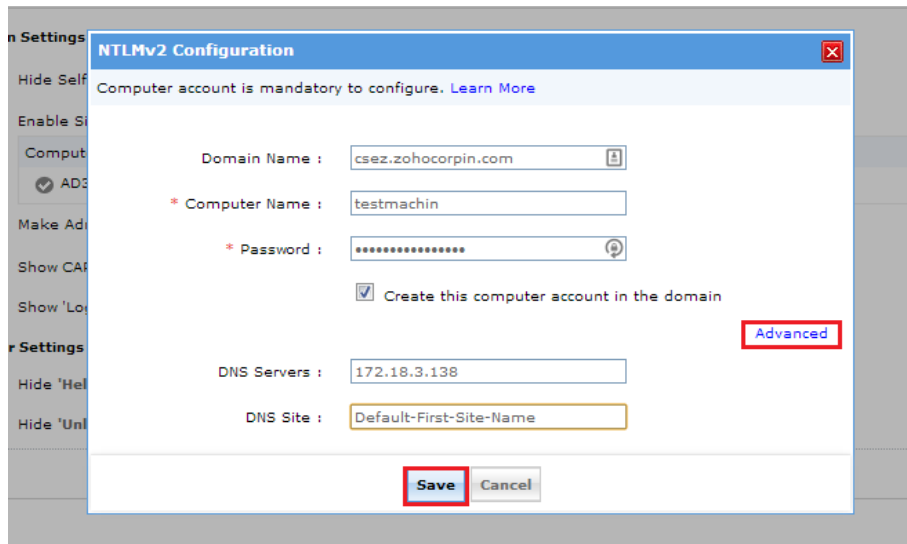 n Settings
NTLMv2 Configuration
Hide Self
Computer account is mandatory to configure. Learn More
Enable Si
Comput
Domain Name : csez.zohocorpin.com
AD3
* Computer Name : testmachin
Make Adr
* Password : ••••••••••••••••
Show CAP
Create this computer account in the domain
Show 'Log
Advanced
r Settings
DNS Servers : 172.18.3.138
Hide 'Hel
DNS Site : Default-First-Site-Name
Hide 'Unl
Save Cancel